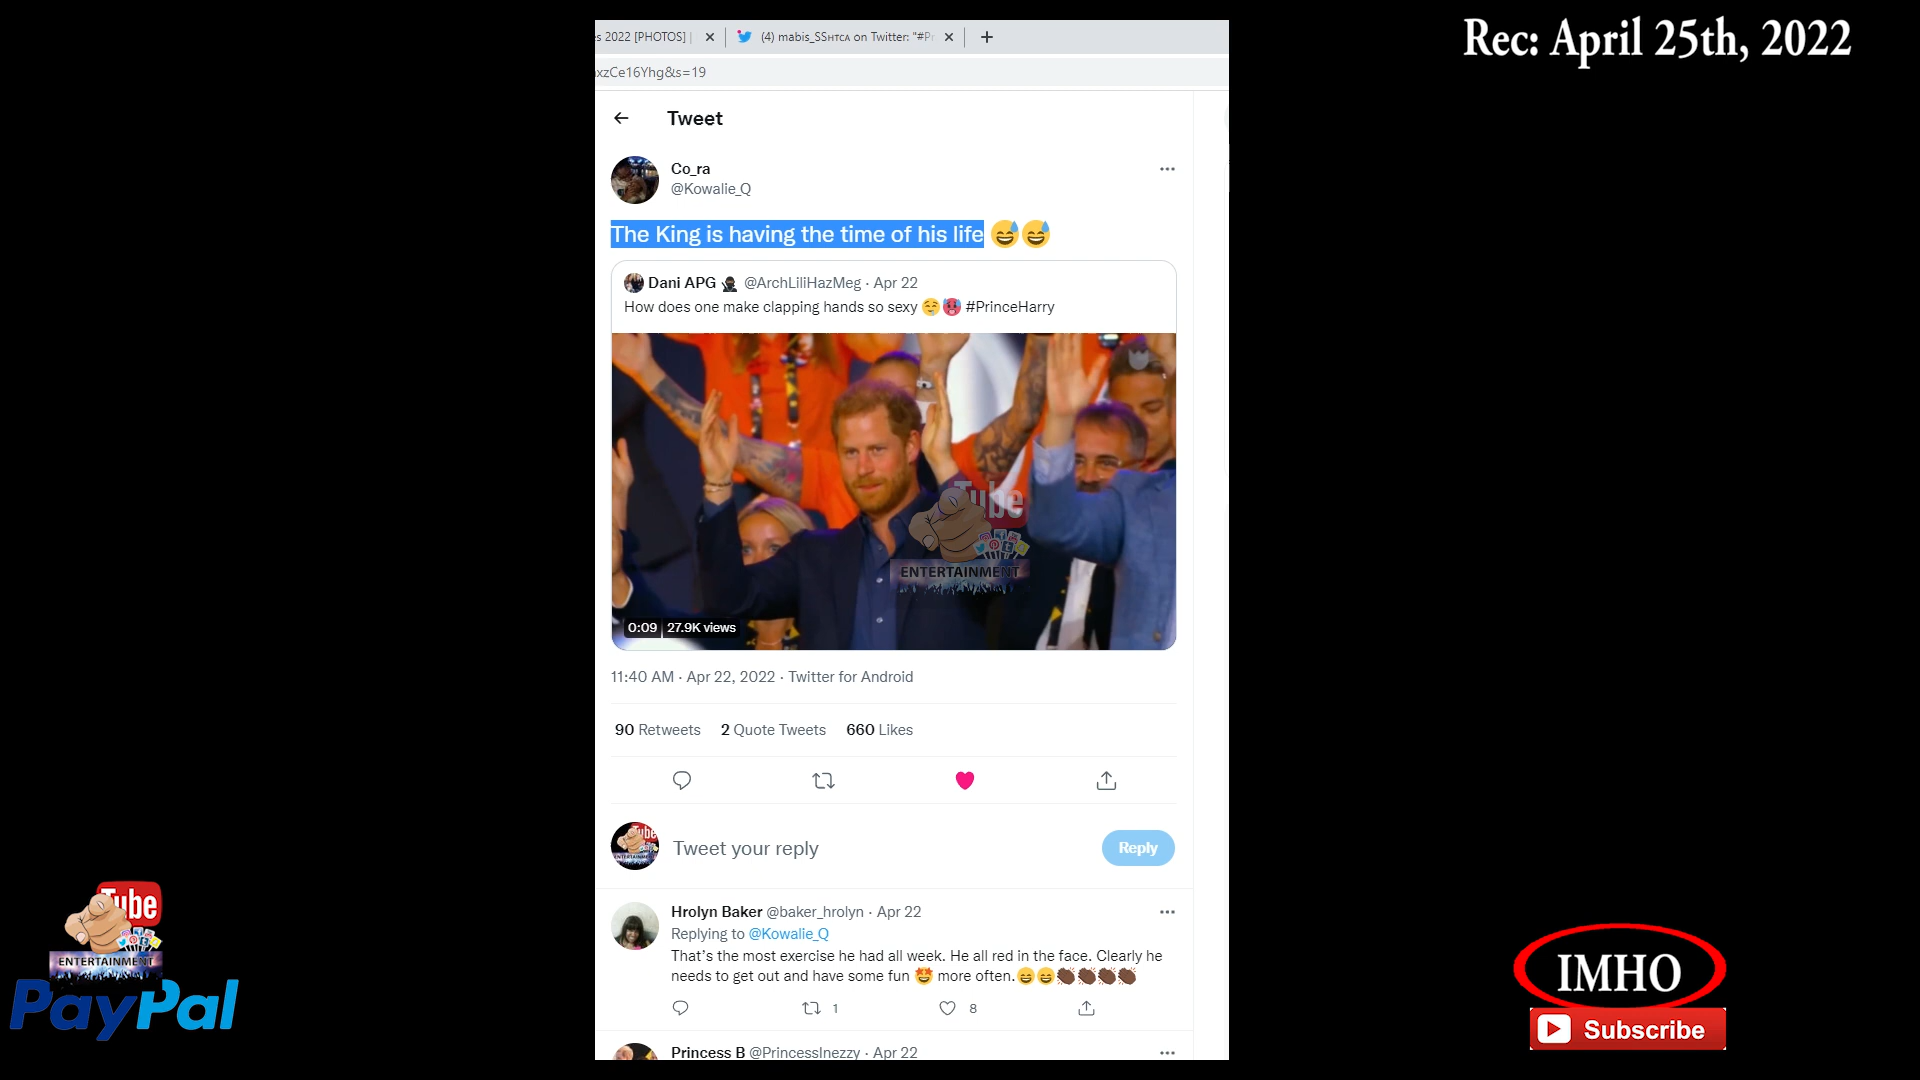 Rec: April 25th, 2022
s 2022 [PHOTOS] |
(4) mabis_SSHTCA on Twitter: "#Pr
xzCe16Yhg&s=19
Tweet
Co_ra
@Kowalie_Q
The King is having the time of his life 😅😅
Dani APG @ArchLiliHazMeg · Apr 22
How does one make clapping hands so sexy #PrinceHarry
Tube
ENTERTAINMENT
0:09 27.9K views
11:40 AM · Apr 22, 2022 · Twitter for Android
90 Retweets 2 Quote Tweets 660 Likes
Tube
ENTERTAINMENT
Tweet your reply
Reply
Hrolyn Baker @baker_hrolyn · Apr 22
Replying to @Kowalie_Q
That's the most exercise he had all week. He all red in the face. Clearly he
needs to get out and have some fun 🤩 more often.😄😄👏🏾👏🏾👏🏾👏🏾
1 8
Princess B @PrincessInezzy · Apr 22
Tube
ENTERTAINMENT
PayPal
IMHO
Subscribe